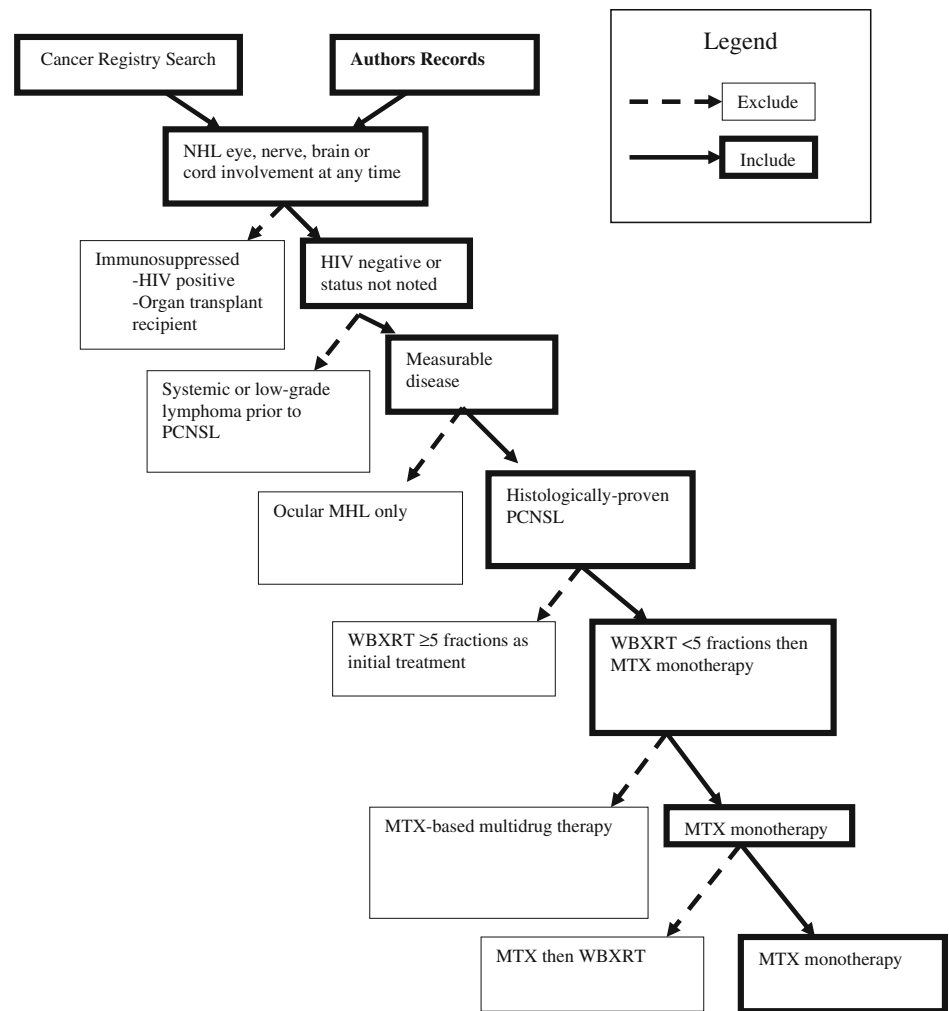 Cancer Registry Search
Authors Records
Legend
Exclude
Include
NHL eye, nerve, brain or
cord involvement at any time
Immunosuppressed
-HIV positive
-Organ transplant
recipient
HIV negative or
status not noted
Systemic or low-grade
lymphoma prior to
PCNSL
Measurable
disease
Ocular MHL only
Histologically-proven
PCNSL
WBXRT ≥5 fractions as
initial treatment
WBXRT <5 fractions then
MTX monotherapy
MTX-based multidrug therapy
MTX monotherapy
MTX then WBXRT
MTX monotherapy